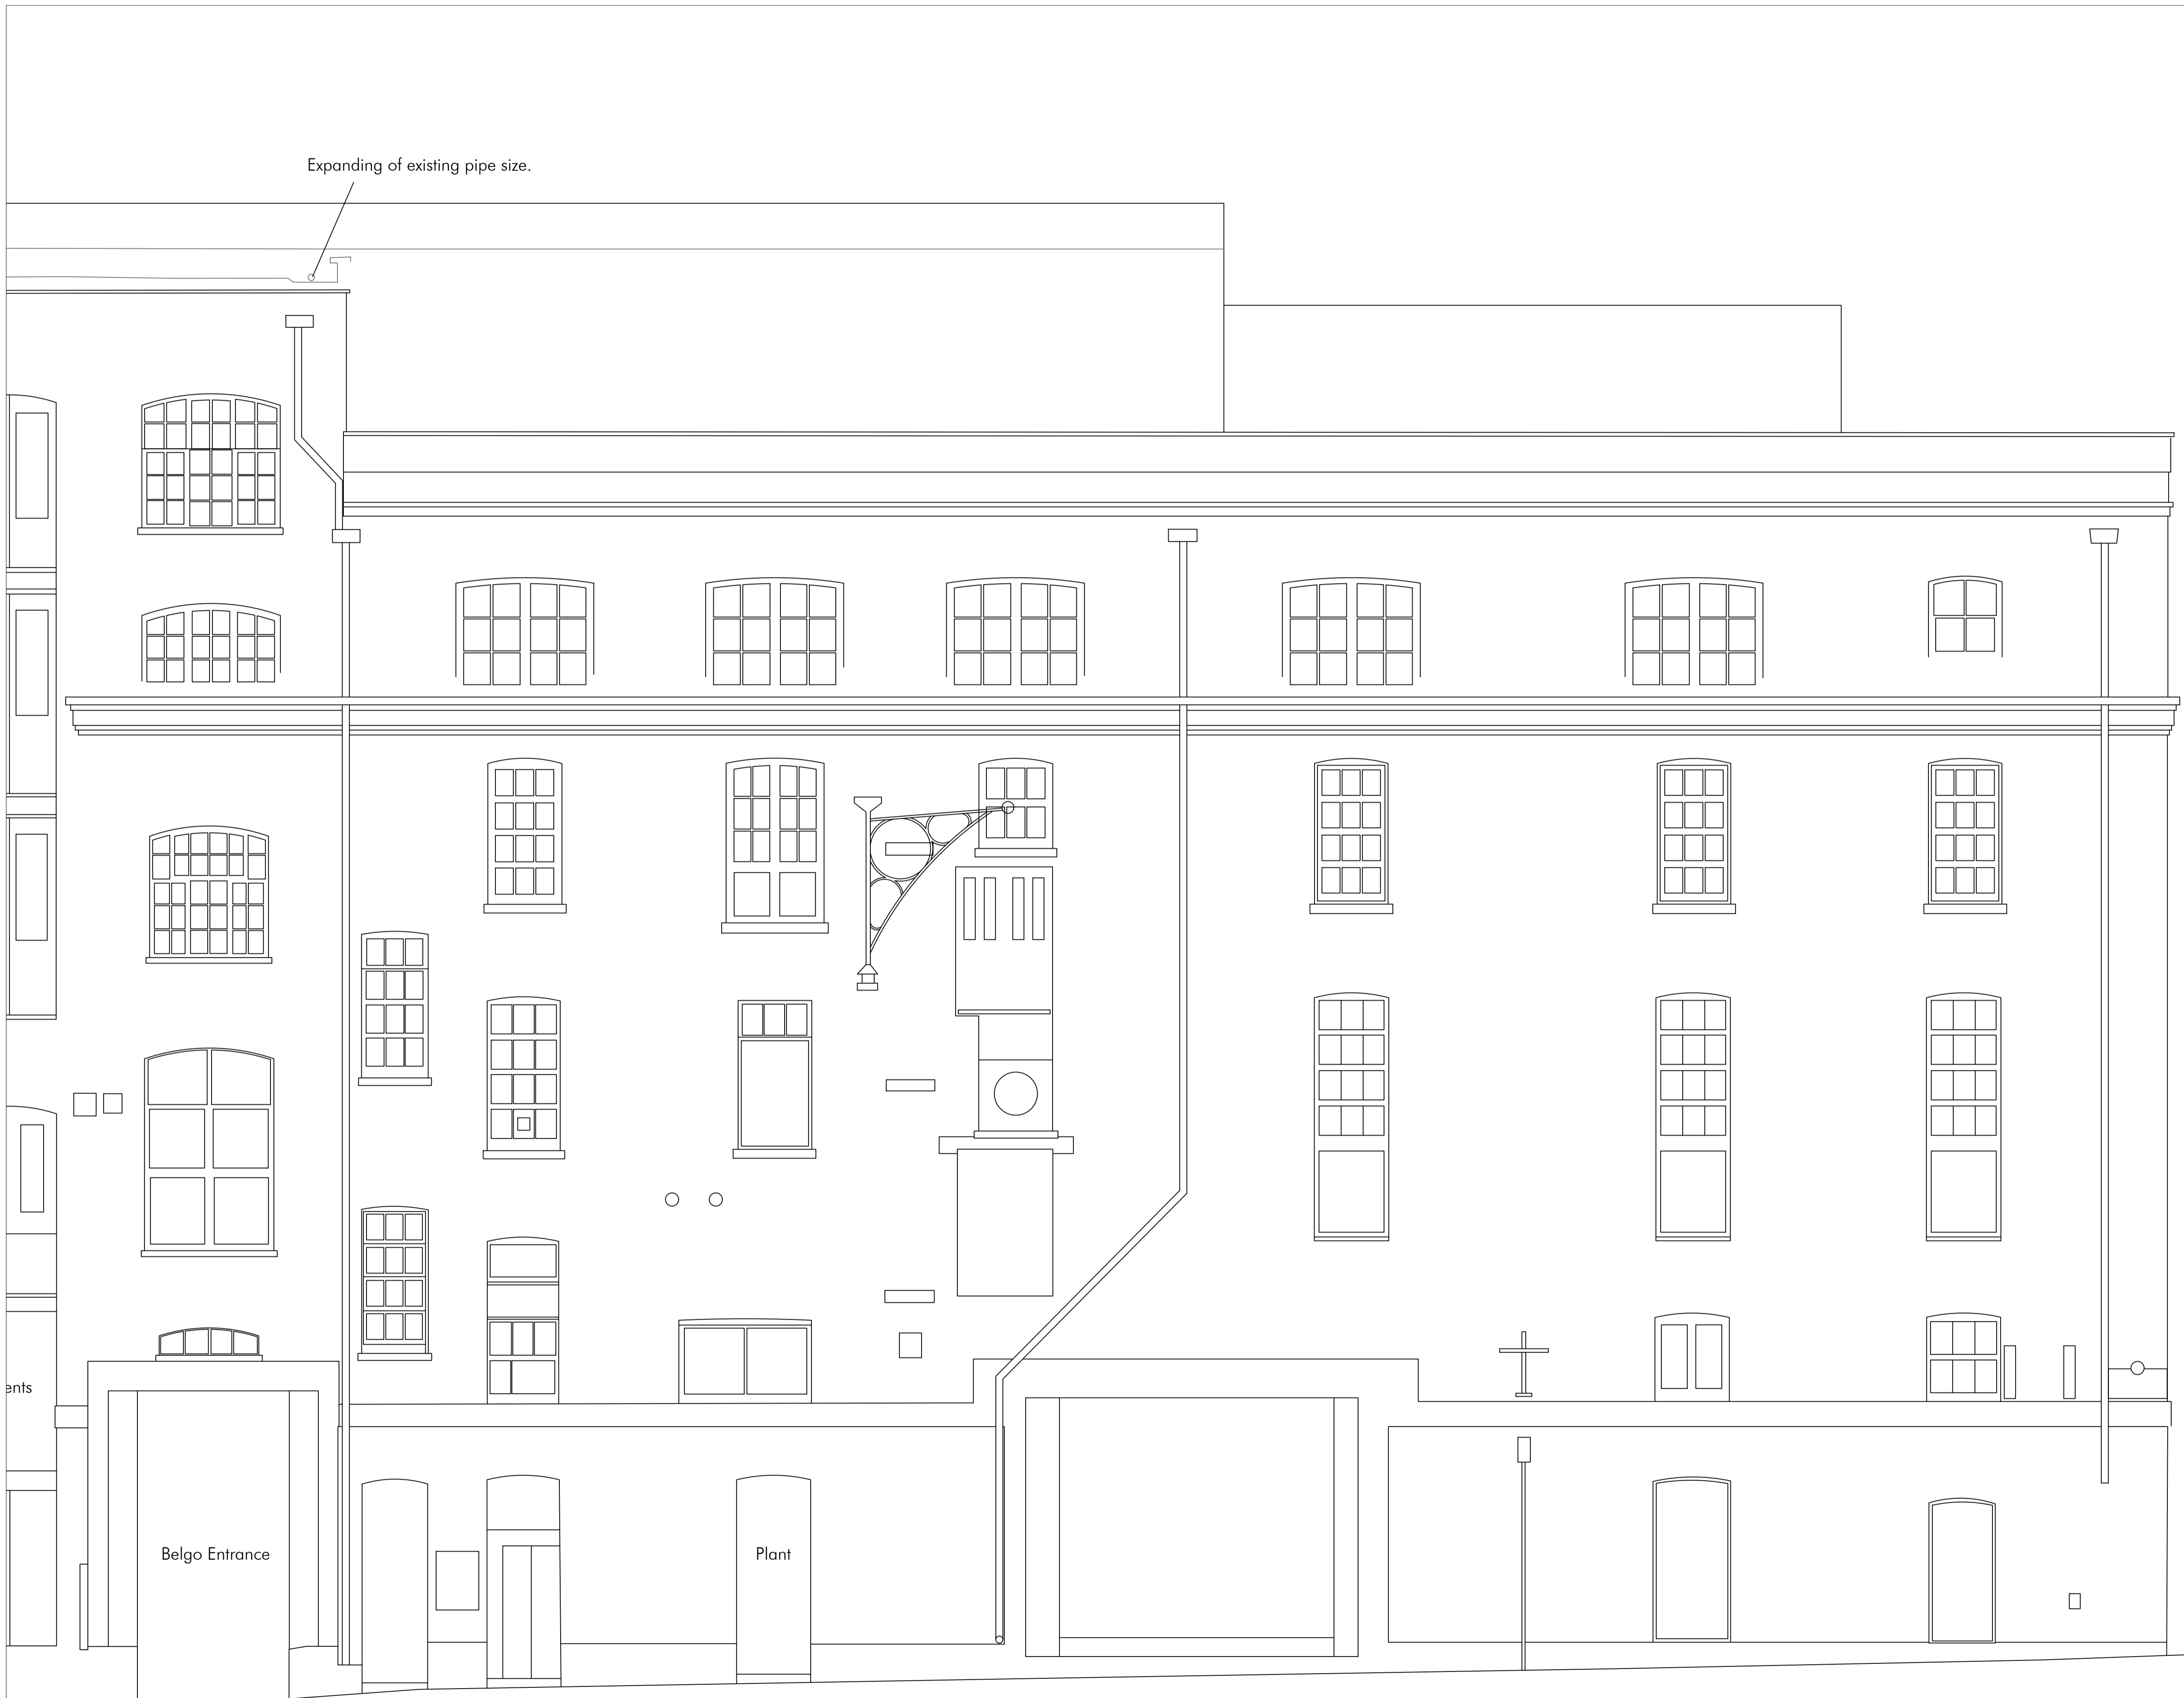 Expanding of existing pipe size.
ents
Belgo Entrance
Plant